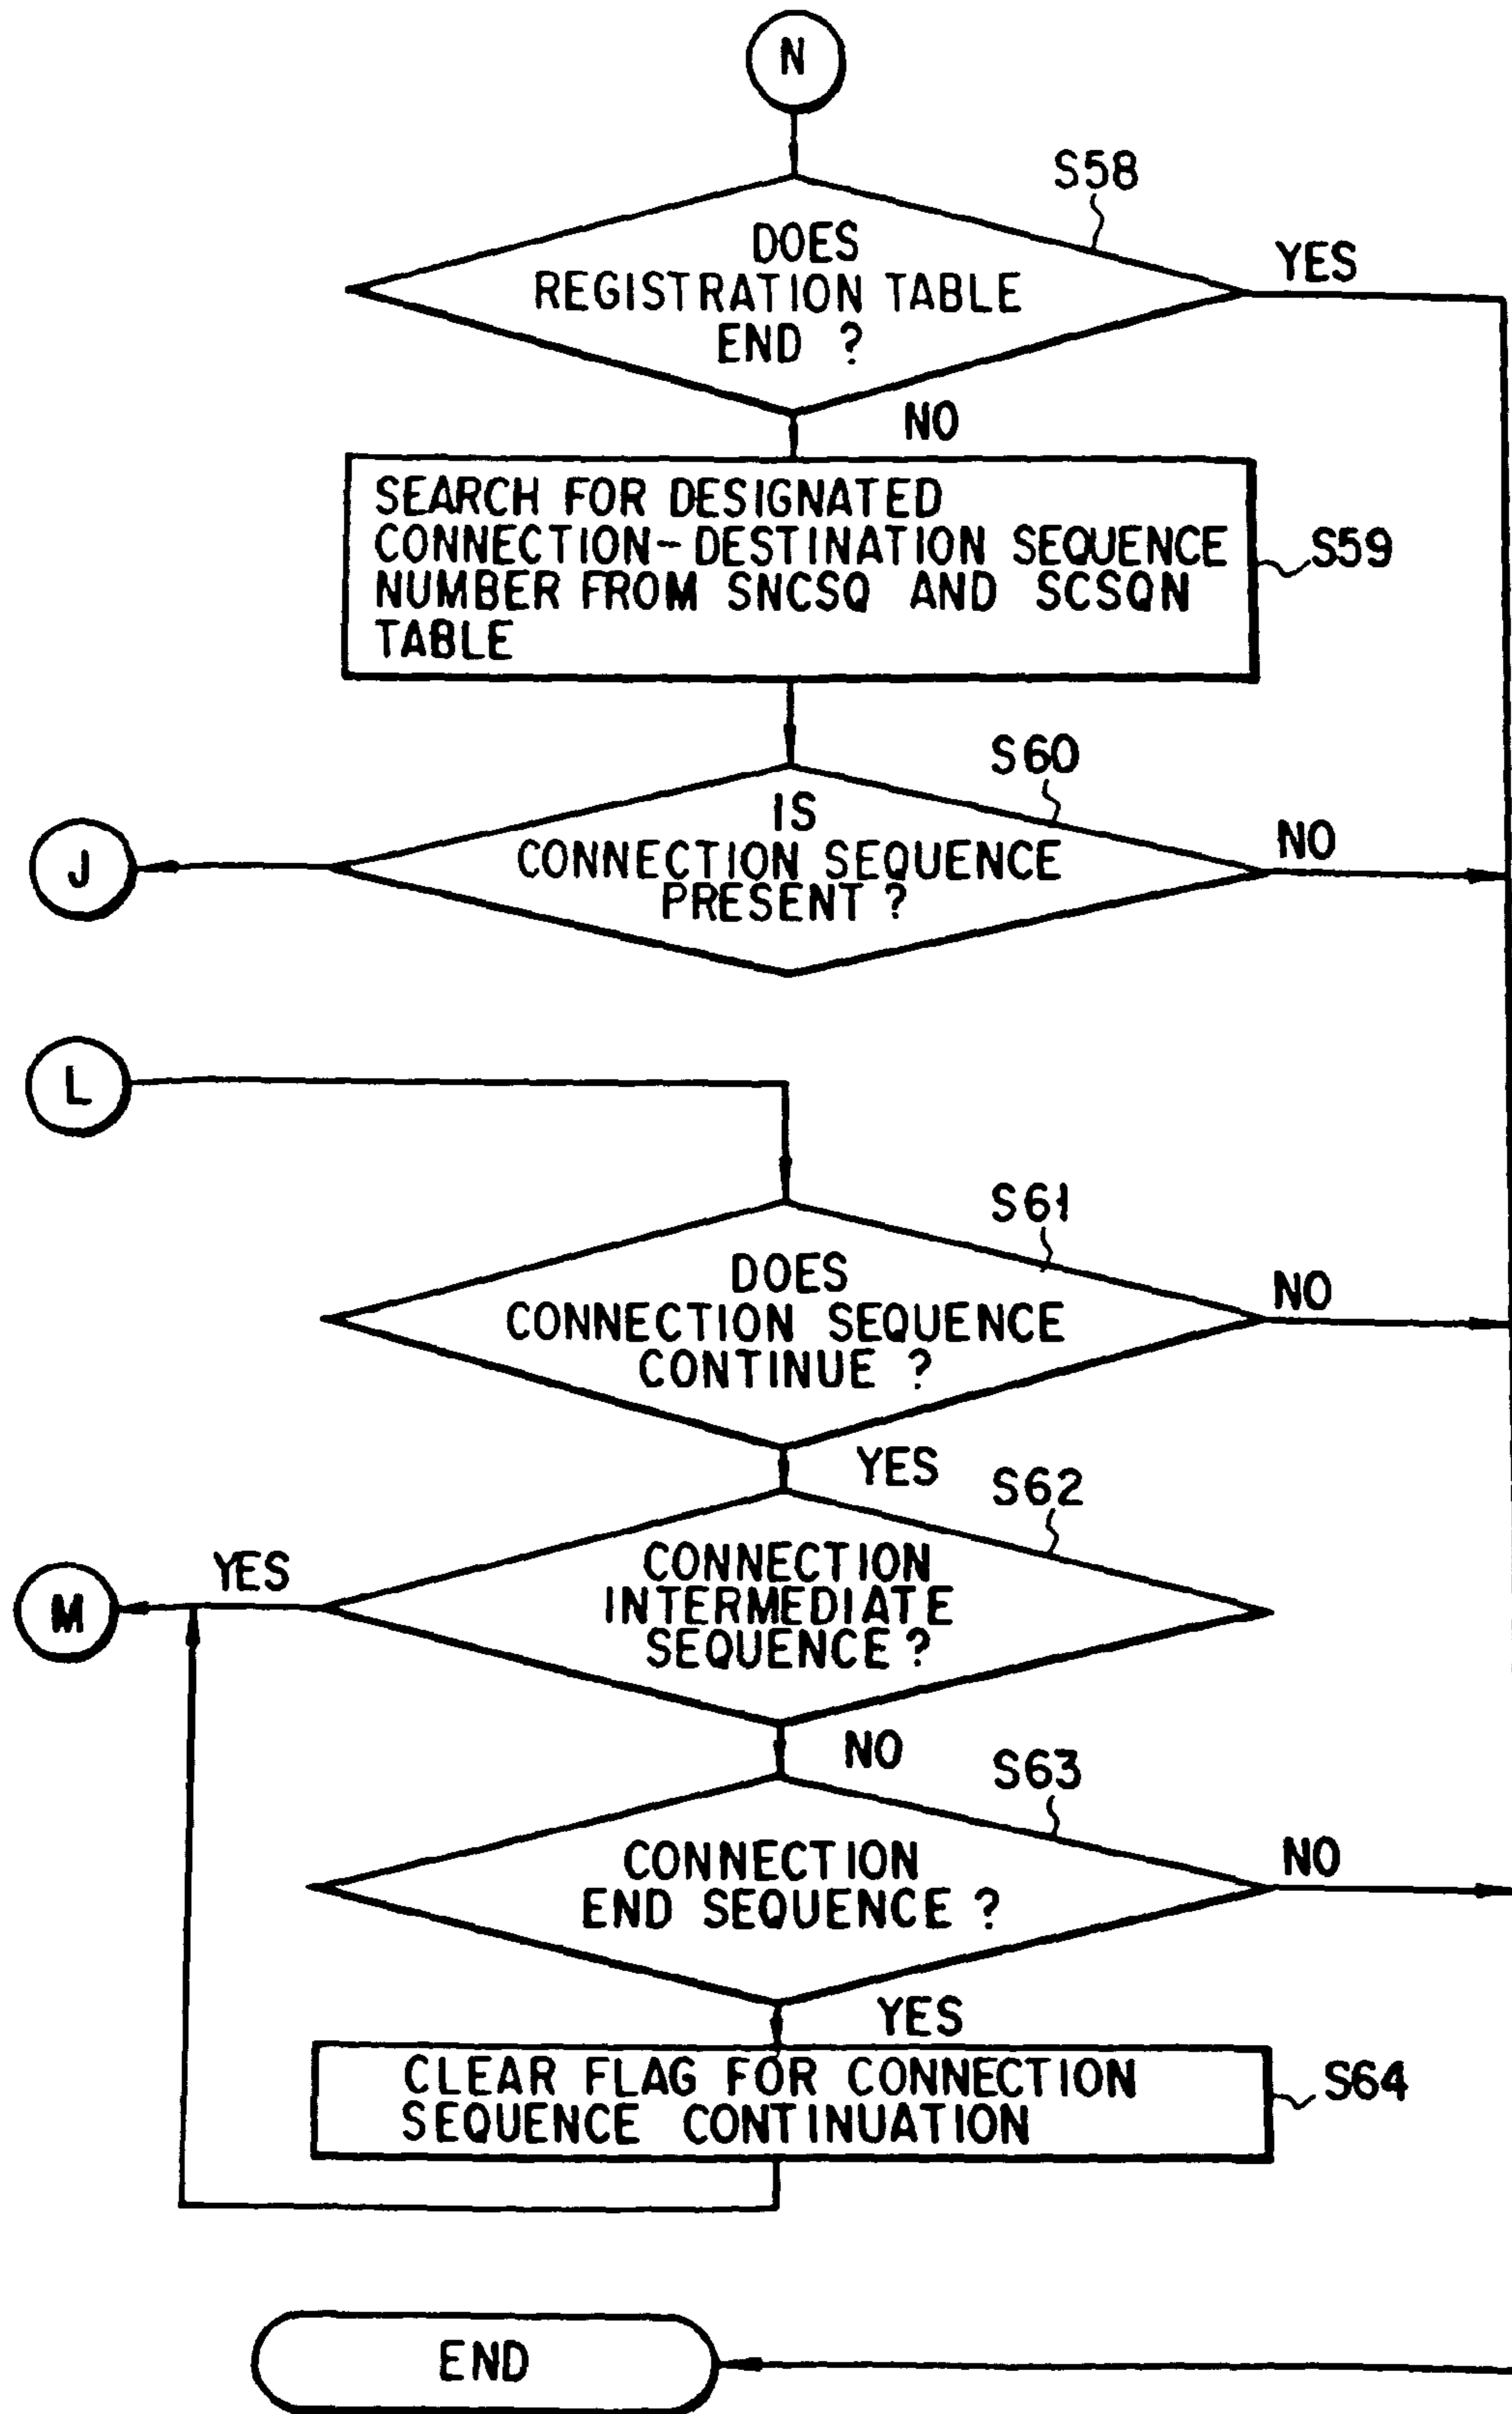 N
S58
DOES
REGISTRATION TABLE
END ?
YES
NO
SEARCH FOR DESIGNATED
CONNECTION-DESTINATION SEQUENCE
NUMBER FROM SNCSQ AND SCSQN
TABLE
S59
S60
IS
CONNECTION SEQUENCE
PRESENT ?
NO
J
L
S61
DOES
CONNECTION SEQUENCE
CONTINUE ?
NO
YES
S62
CONNECTION
INTERMEDIATE
SEQUENCE ?
YES
M
NO
S63
CONNECTION
END SEQUENCE ?
NO
YES
CLEAR FLAG FOR CONNECTION
SEQUENCE CONTINUATION
S64
END